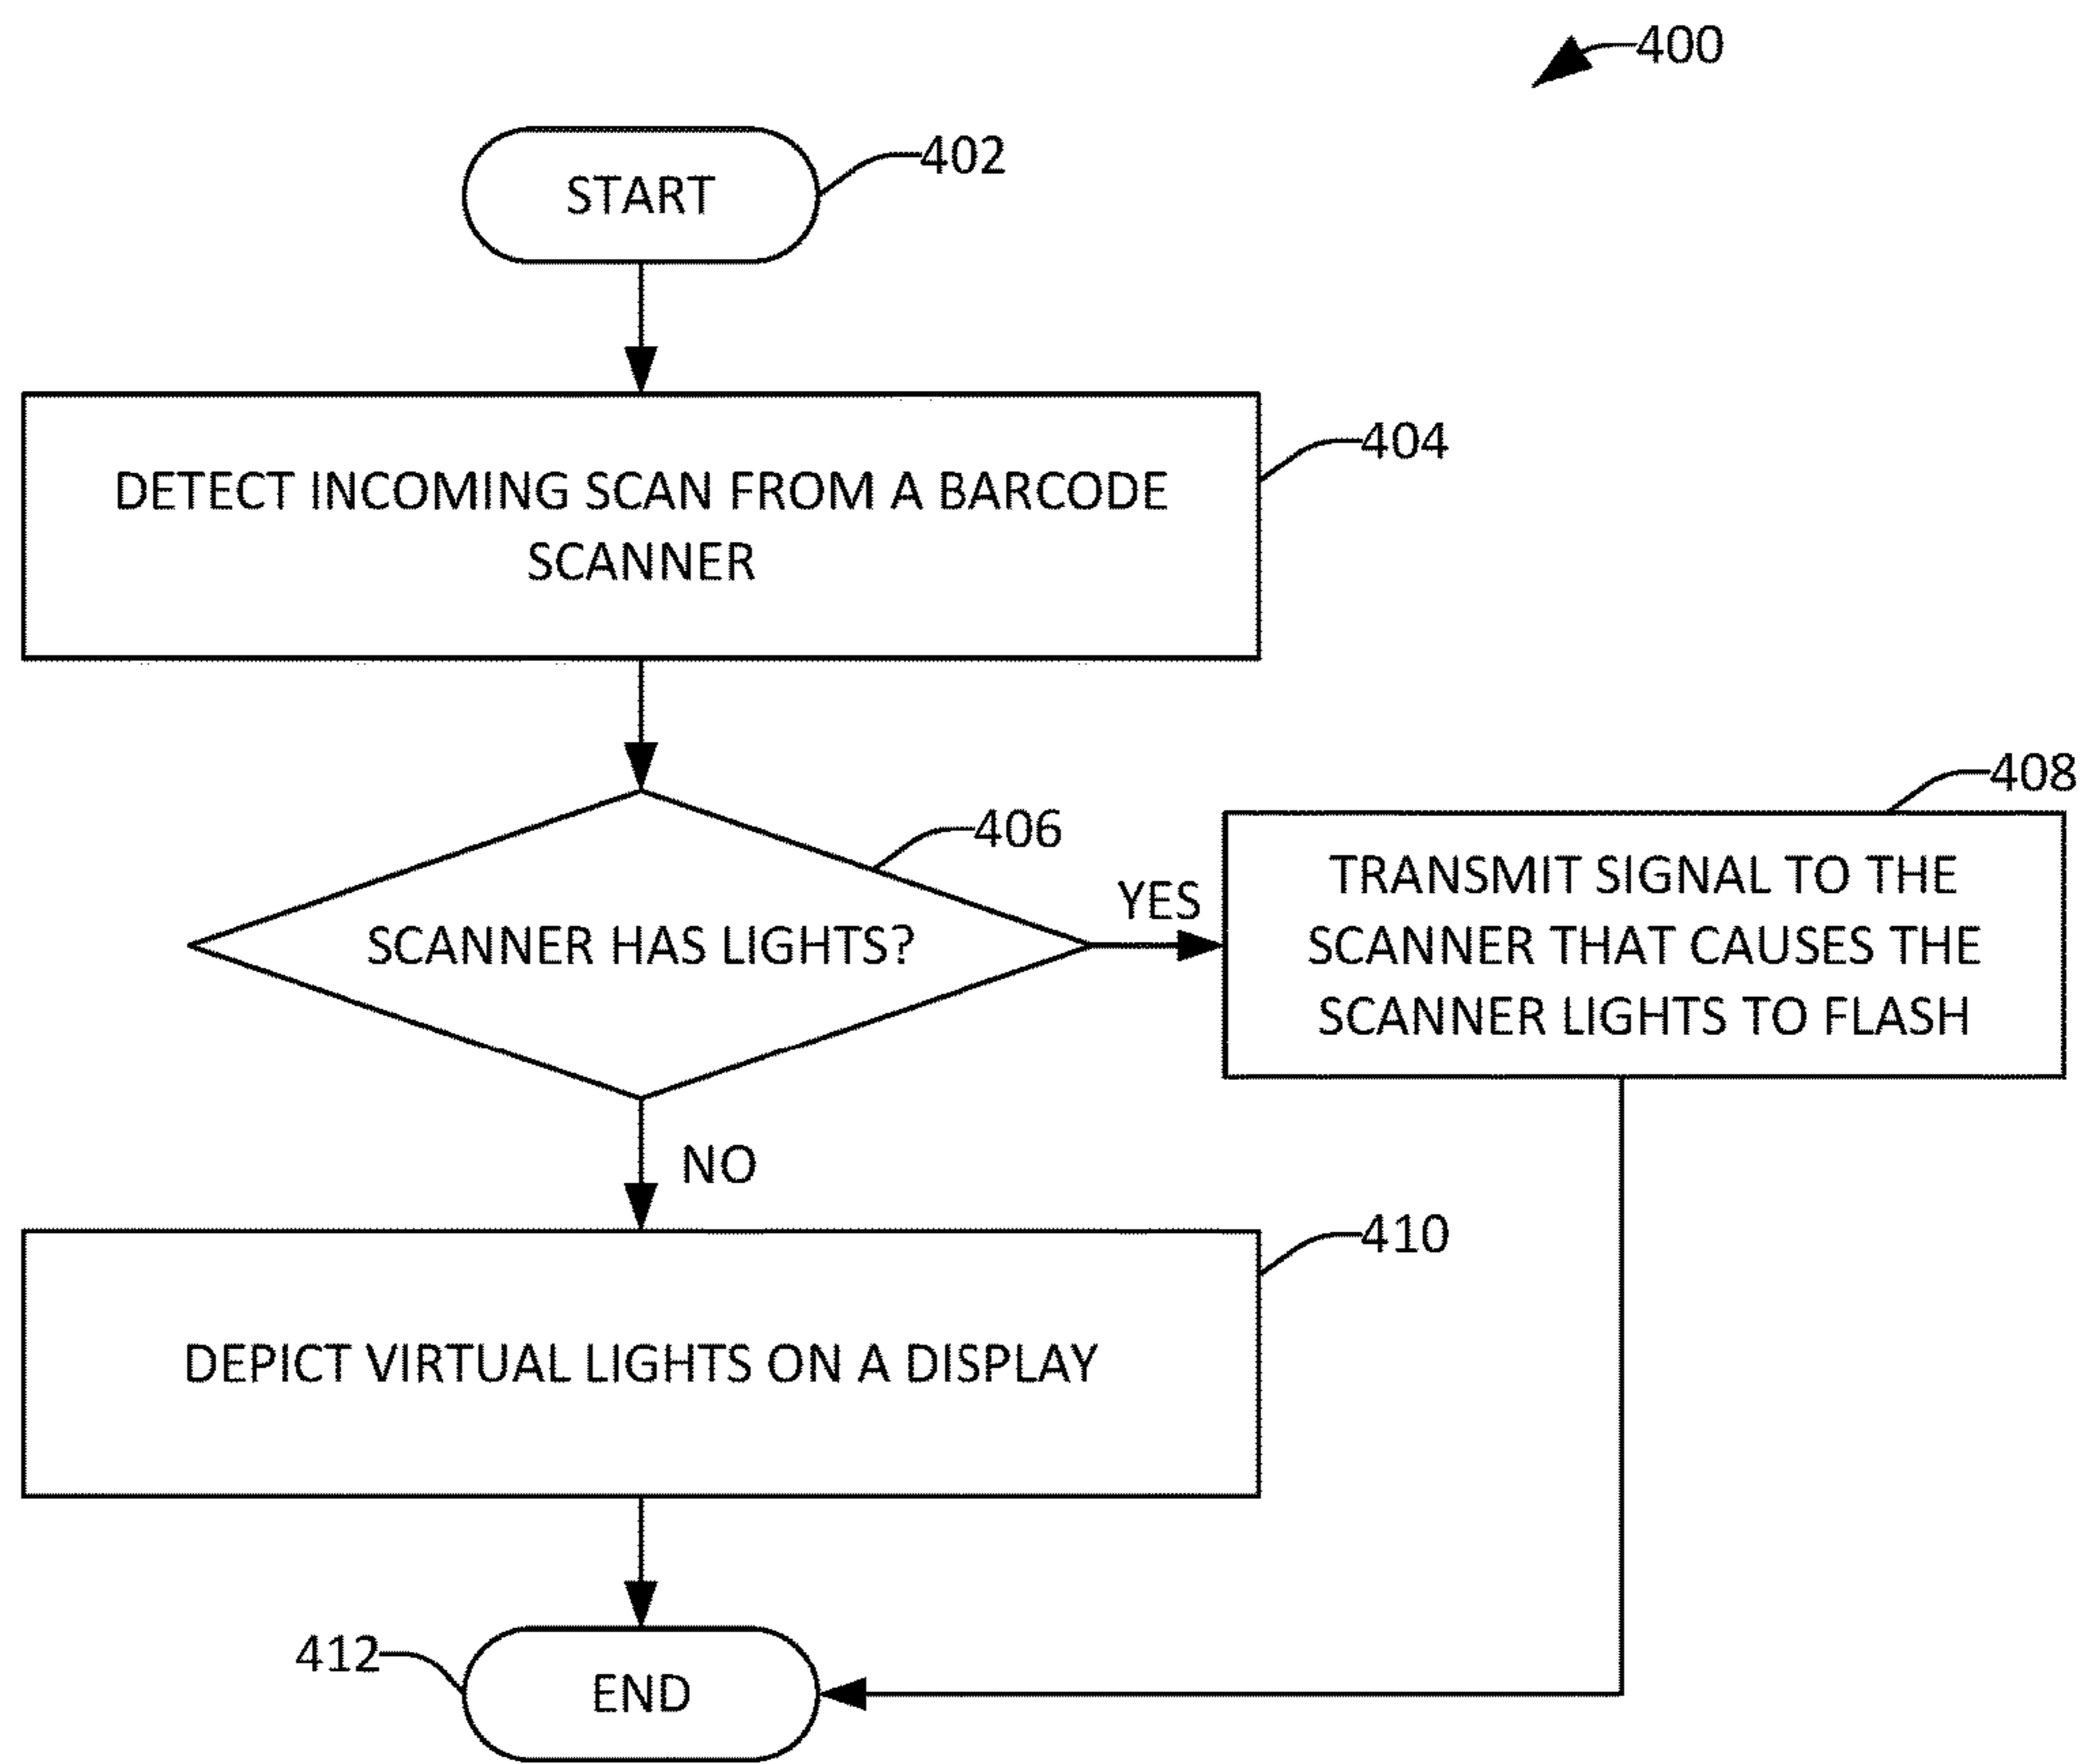 400
START
402
DETECT INCOMING SCAN FROM A BARCODE
SCANNER
404
SCANNER HAS LIGHTS?
406
YES
TRANSMIT SIGNAL TO THE
SCANNER THAT CAUSES THE
SCANNER LIGHTS TO FLASH
408
NO
DEPICT VIRTUAL LIGHTS ON A DISPLAY
410
412
END